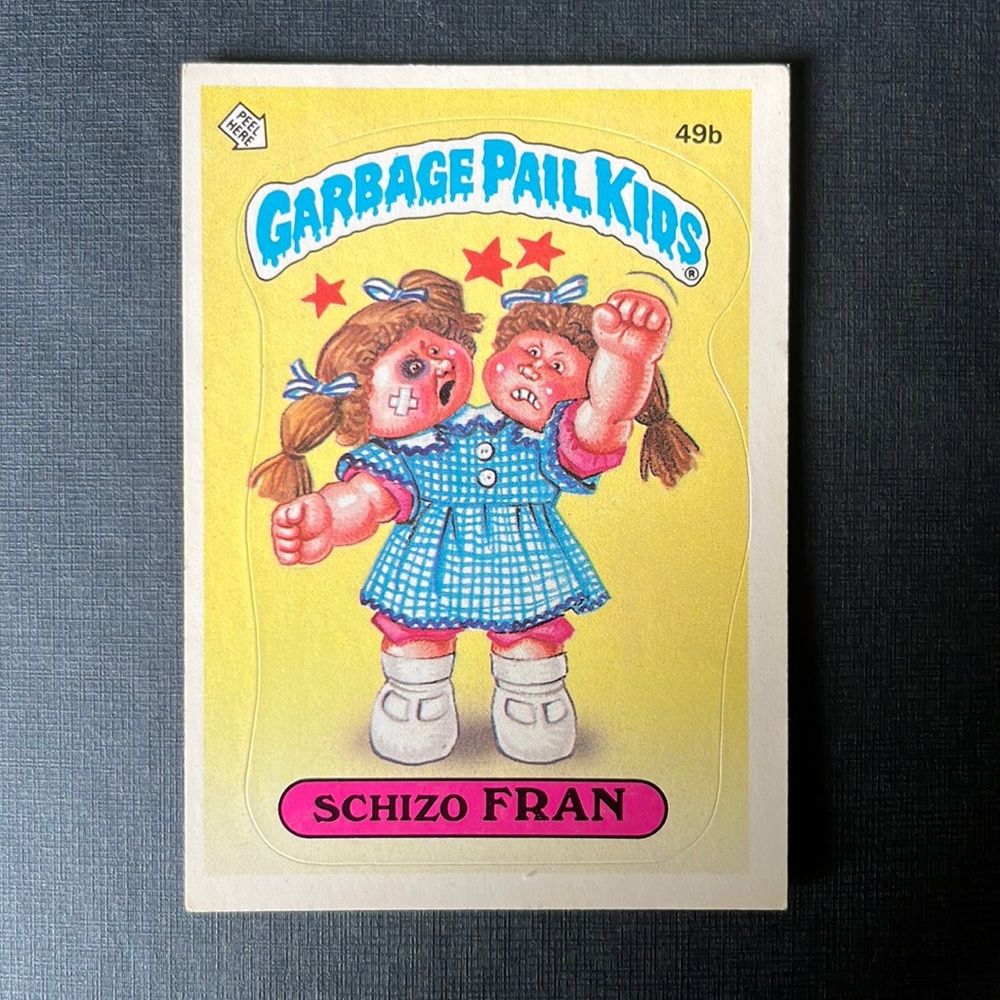 PEEL
HERE
49b
GARBAGE PAIL KIDS
®
SCHIZO FRAN